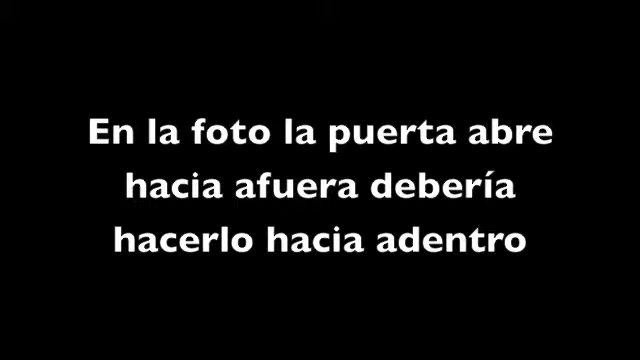 En la foto la puerta abre
hacia afuera debería
hacerlo hacia adentro